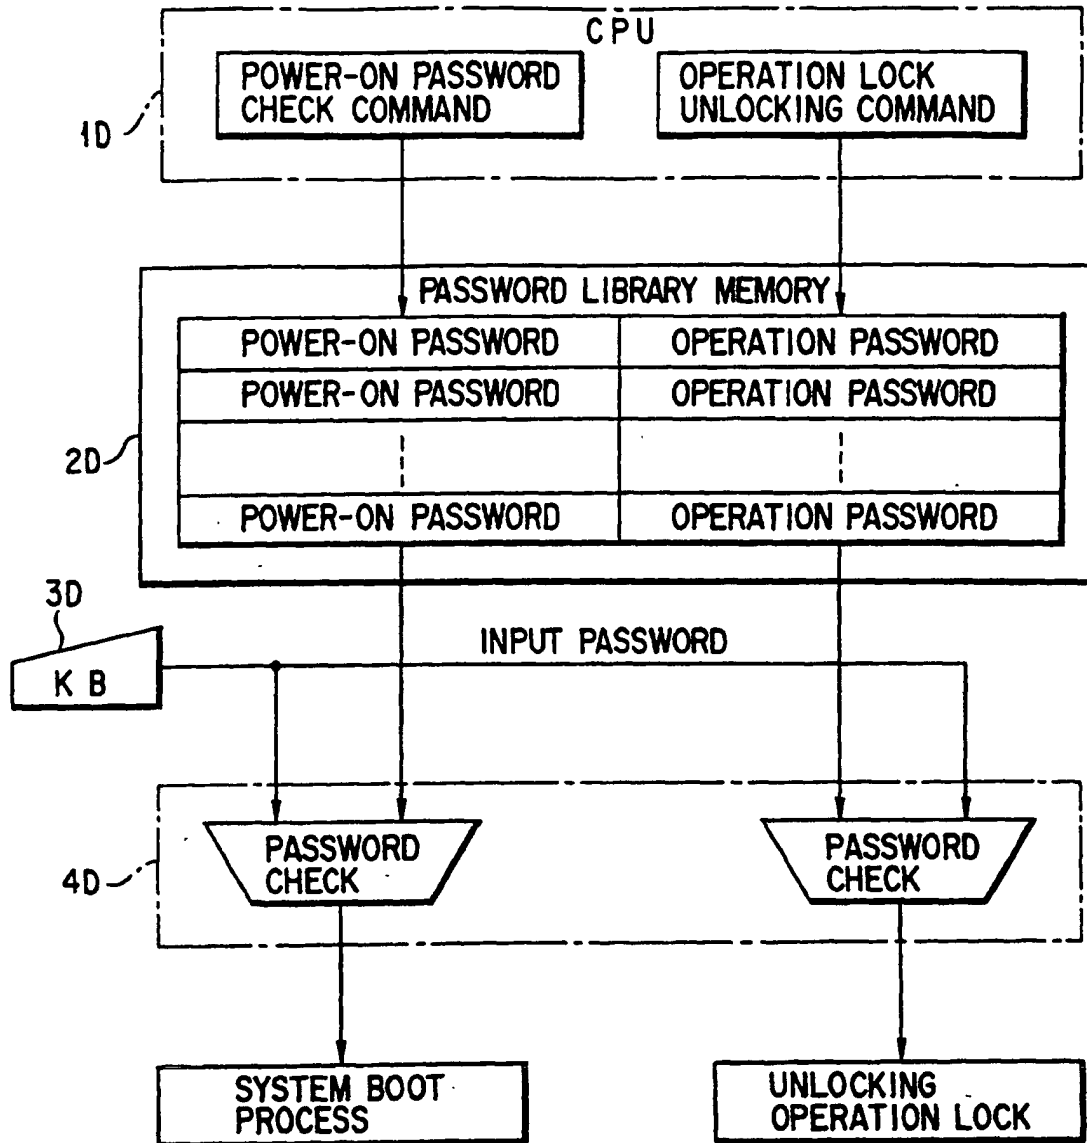 CPU
POWER-ON PASSWORD
CHECK COMMAND
OPERATION LOCK
UNLOCKING COMMAND
1D
PASSWORD LIBRARY MEMORY
POWER-ON PASSWORD
OPERATION PASSWORD
POWER-ON PASSWORD
OPERATION PASSWORD
2D
POWER-ON PASSWORD
OPERATION PASSWORD
3D
INPUT PASSWORD
KB
PASSWORD
CHECK
PASSWORD
CHECK
4D
SYSTEM BOOT
PROCESS
UNLOCKING
OPERATION LOCK